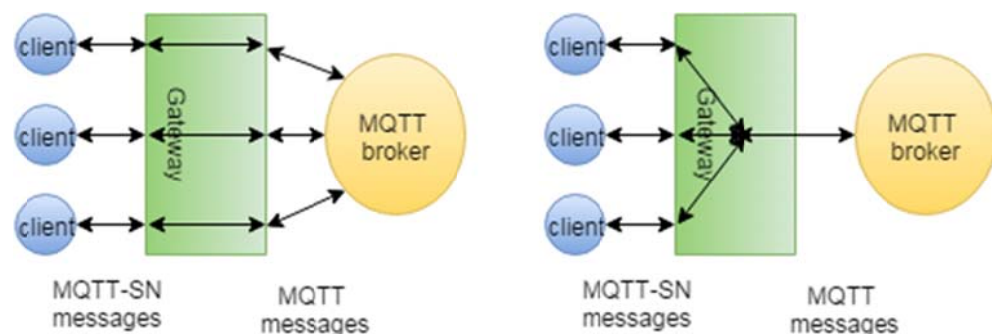 client
client
client
Gateway
MQTT
broker
MQTT-SN
messages
MQTT
messages
client
client
client
Gateway
MQTT
broker
MQTT-SN
messages
MQTT
messages